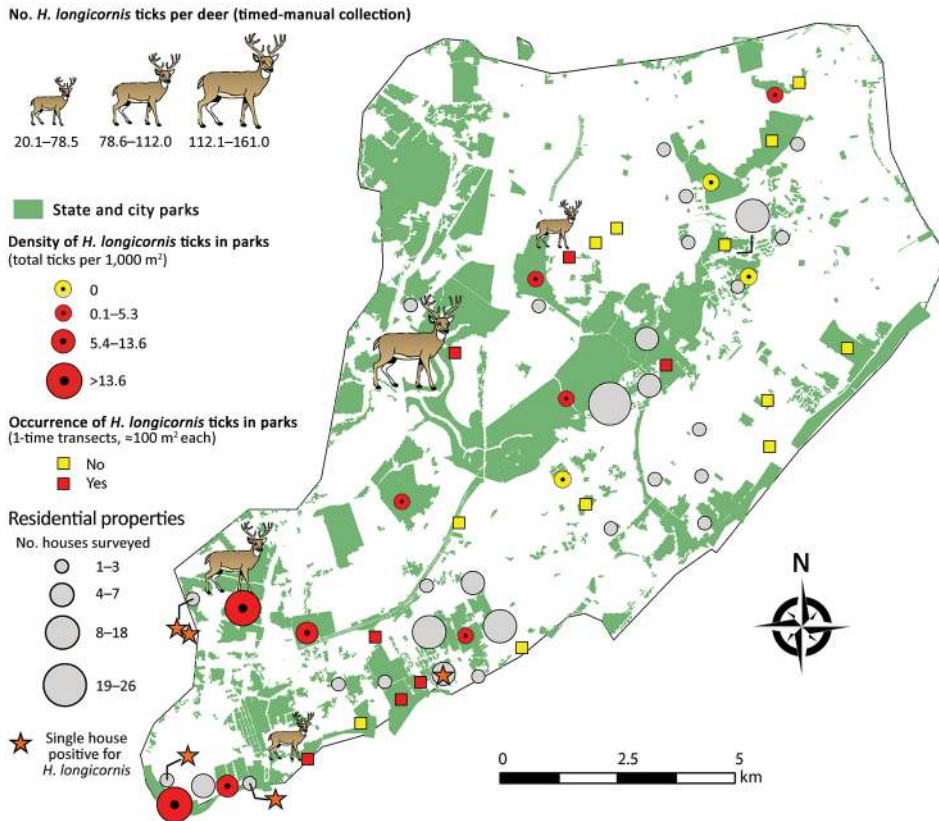 No. H. longicornis ticks per deer (timed-manual collection)
20.1–78.5
78.6–112.0
112.1–161.0
State and city parks
Density of H. longicornis ticks in parks
(total ticks per 1,000 m²)
0
0.1–5.3
5.4–13.6
>13.6
Occurrence of H. longicornis ticks in parks
(1-time transects, ≈100 m² each)
No
Yes
Residential properties
No. houses surveyed
1–3
4–7
8–18
19–26
Single house
positive for
H. longicornis
N
0
2.5
5
km